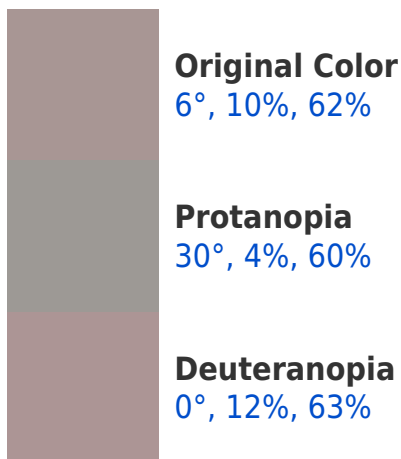 Original Color
6°, 10%, 62%
Protanopia
30°, 4%, 60%
Deuteranopia
0°, 12%, 63%